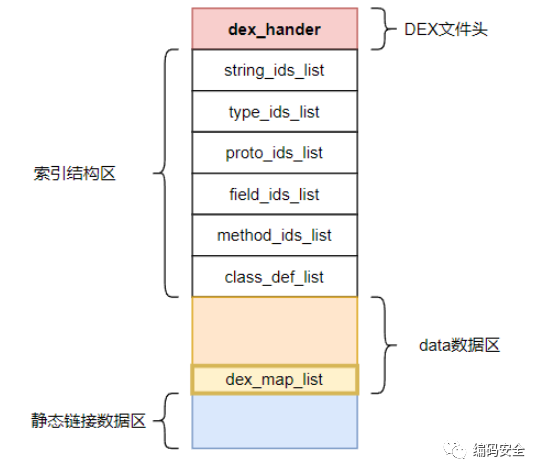 dex_hander
DEX文件头
string_ids_list
type_ids_list
proto_ids_list
索引结构区
field_ids_list
method_ids_list
class_def_list
data数据区
dex_map_list
静态链接数据区
编码安全